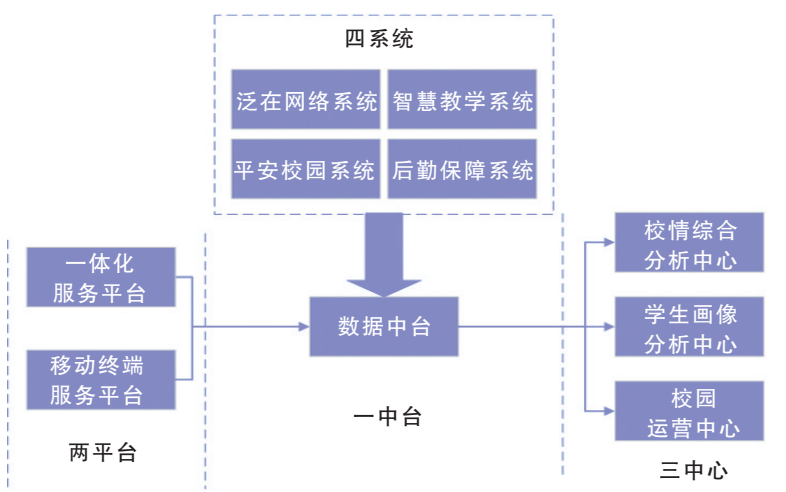 四系统
泛在网络系统
智慧教学系统
平安校园系统
后勤保障系统
一体化
服务平台
移动终端
服务平台
两平台
数据中台
一中台
校情综合
分析中心
学生画像
分析中心
校园
运营中心
三中心